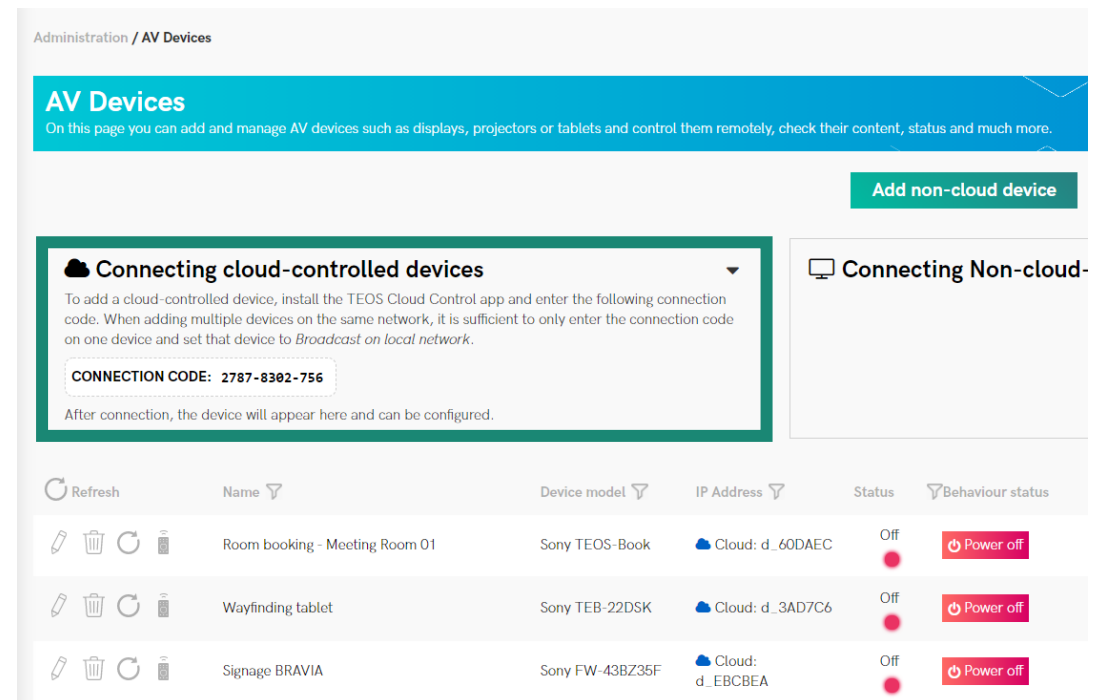 Administration / AV Devices
AV Devices
On this page you can add and manage AV devices such as displays, projectors or tablets and control them remotely, check their content, status and much more.
Add non-cloud device
Connecting cloud-controlled devices
To add a cloud-controlled device, install the TEOS Cloud Control app and enter the following connection
code. When adding multiple devices on the same network, it is sufficient to only enter the connection code
on one device and set that device to Broadcast on local network.
CONNECTION CODE: 2787-8302-756
After connection, the device will appear here and can be configured.
Connecting Non-cloud-
Refresh Name Device model IP Address Status Behaviour status
Room booking - Meeting Room 01 Sony TEOS-Book Cloud: d_60DAEC Off Power off
Wayfinding tablet Sony TEB-22DSK Cloud: d_3AD7C6 Off Power off
Signage BRAVIA Sony FW-43BZ35F Cloud: d_EBCBEA Off Power off